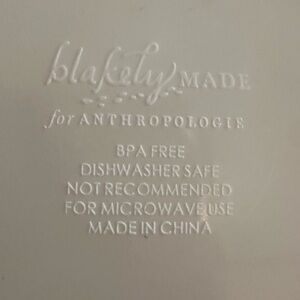 blakely MADE
for ANTHROPOLOGIE
BPA FREE
DISHWASHER SAFE
NOT RECOMMENDED
FOR MICROWAVE USE
MADE IN CHINA